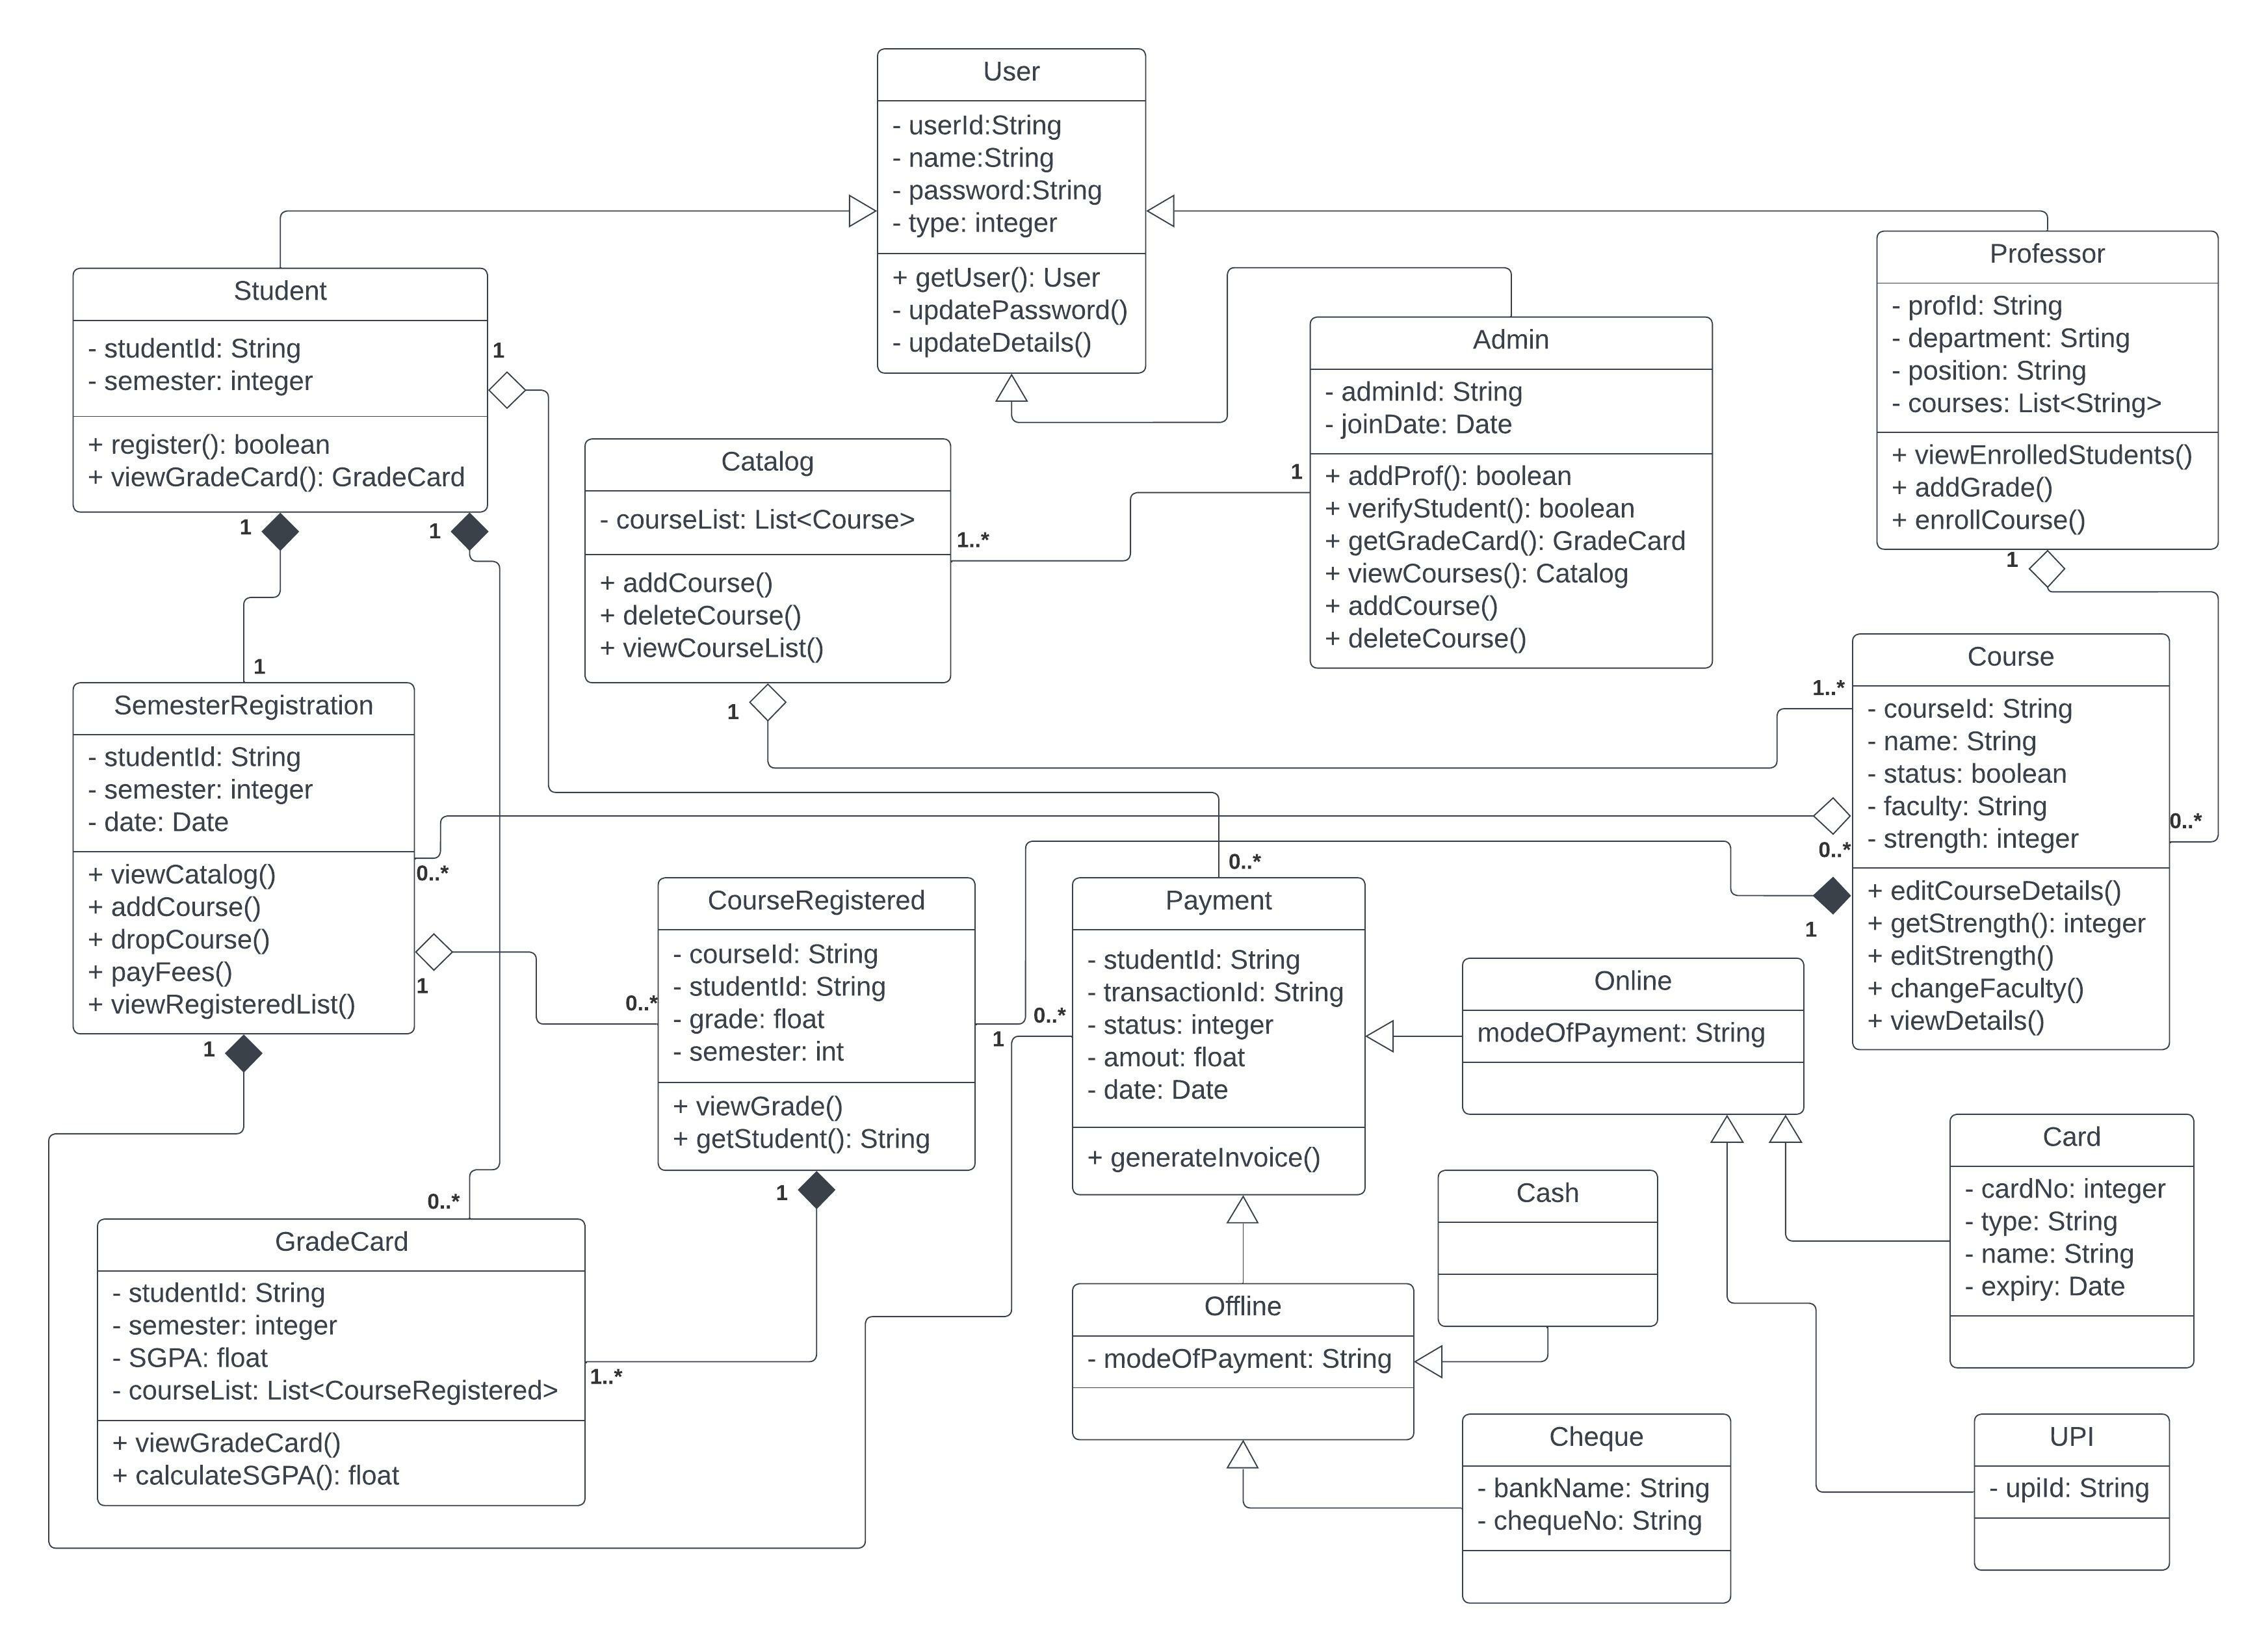 User
- userId:String
- name:String
- password:String
- type: integer
+ getUser(): User
- updatePassword()
- updateDetails()
Student
- studentId: String
- semester: integer
+ register(): boolean
+ viewGradeCard(): GradeCard
1
1
1
Catalog
- courseList: List<Course>
+ addCourse()
+ deleteCourse()
+ viewCourseList()
1..*
1
Admin
- adminId: String
- joinDate: Date
+ addProf(): boolean
+ verifyStudent(): boolean
+ getGradeCard(): GradeCard
+ viewCourses(): Catalog
+ addCourse()
+ deleteCourse()
1
Professor
- profId: String
- department: Srting
- position: String
- courses: List<String>
+ viewEnrolledStudents()
+ addGrade()
+ enrollCourse()
1
1
SemesterRegistration
- studentId: String
- semester: integer
- date: Date
+ viewCatalog()
+ addCourse()
+ dropCourse()
+ payFees()
+ viewRegisteredList()
0..*
1
1
Course
- courseId: String
- name: String
- status: boolean
- faculty: String
- strength: integer
+ editCourseDetails()
+ getStrength(): integer
+ editStrength()
+ changeFaculty()
+ viewDetails()
1..*
0..*
0..*
1
CourseRegistered
- courseId: String
- studentId: String
- grade: float
- semester: int
+ viewGrade()
+ getStudent(): String
0..*
1
1
Payment
- studentId: String
- transactionId: String
- status: integer
- amout: float
- date: Date
+ generateInvoice()
0..*
0..*
Online
modeOfPayment: String
Card
- cardNo: integer
- type: String
- name: String
- expiry: Date
Cash
GradeCard
- studentId: String
- semester: integer
- SGPA: float
- courseList: List<CourseRegistered>
+ viewGradeCard()
+ calculateSGPA(): float
0..*
1..*
Offline
- modeOfPayment: String
Cheque
- bankName: String
- chequeNo: String
UPI
- upiId: String